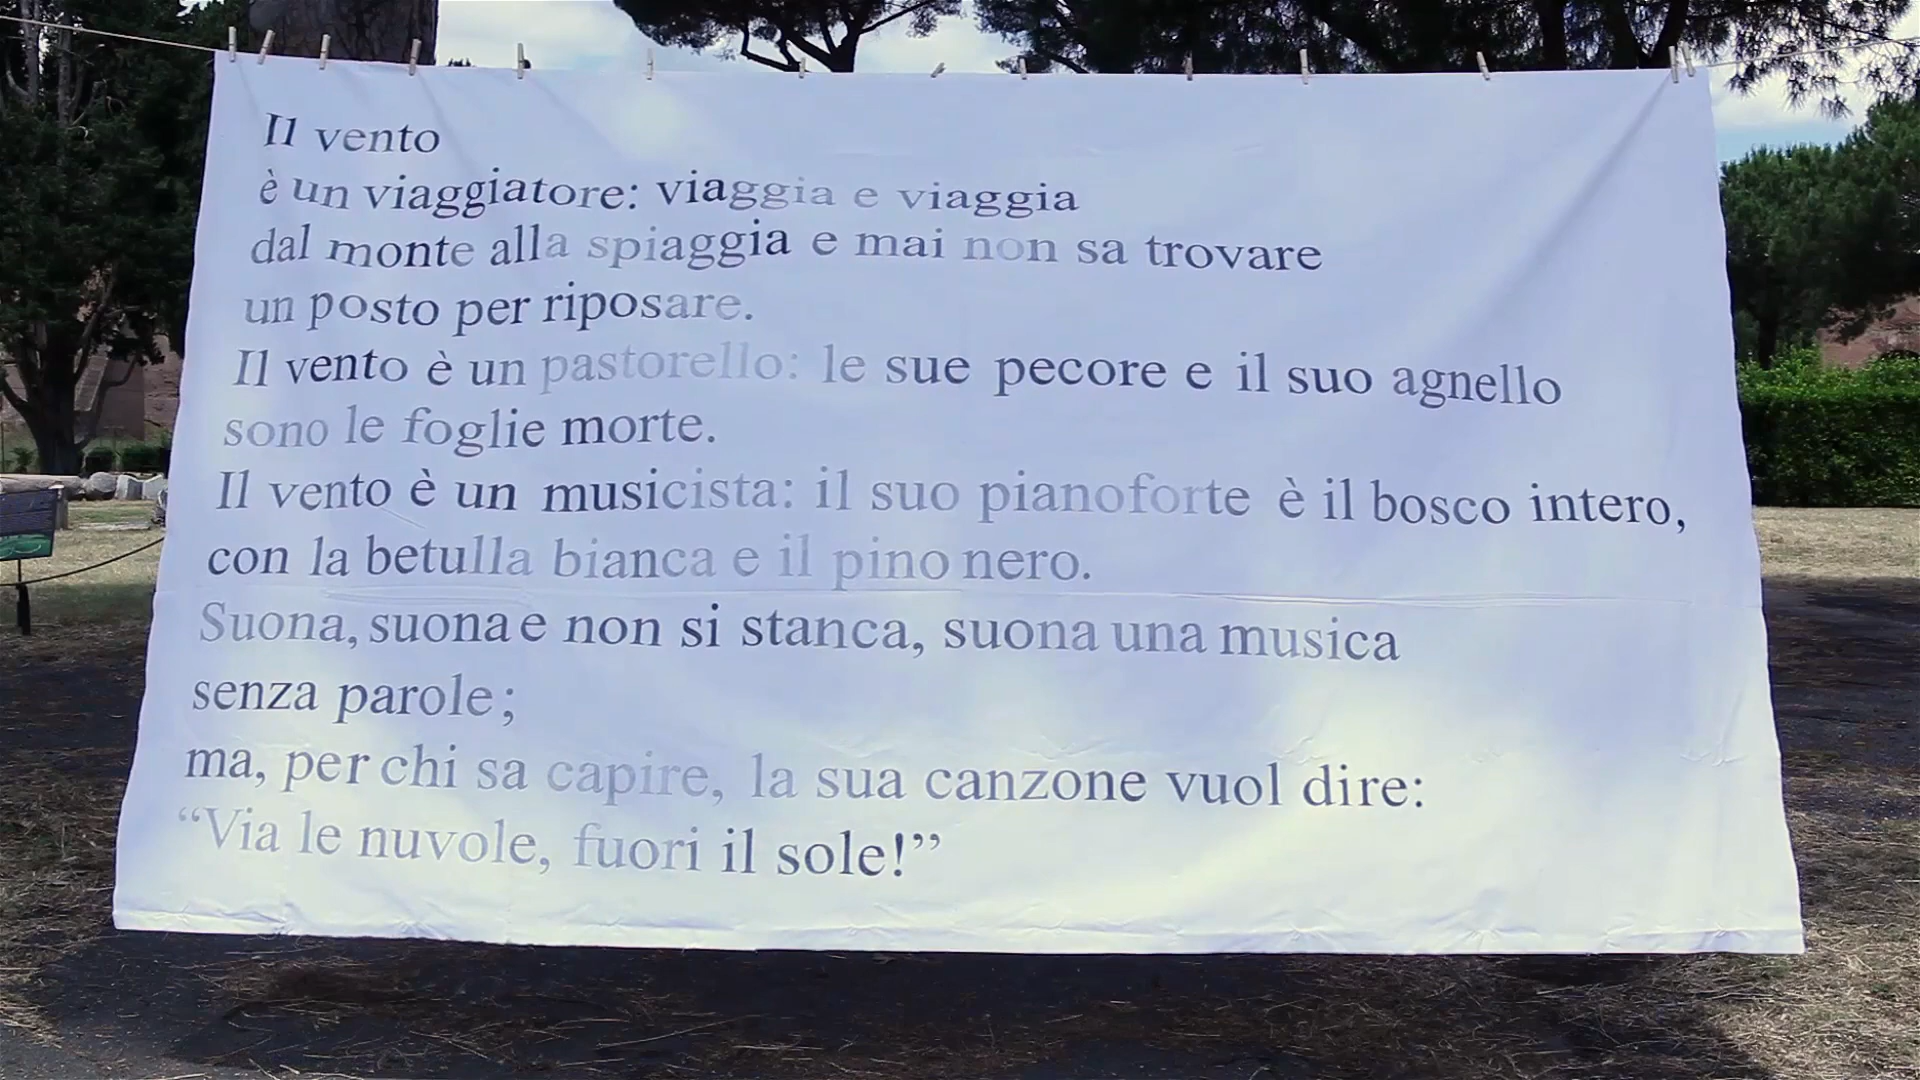 Il vento
è un viaggiatore: viaggia e viaggia
dal monte alla spiaggia e mai non sa trovare
un posto per riposare.
Il vento è un pastorello: le sue pecore e il suo agnello
sono le foglie morte.
Il vento è un musicista: il suo pianoforte è il bosco intero,
con la betulla bianca e il pino nero.
Suona, suona e non si stanca, suona una musica
senza parole;
ma, per chi sa capire, la sua canzone vuol dire:
“Via le nuvole, fuori il sole!”